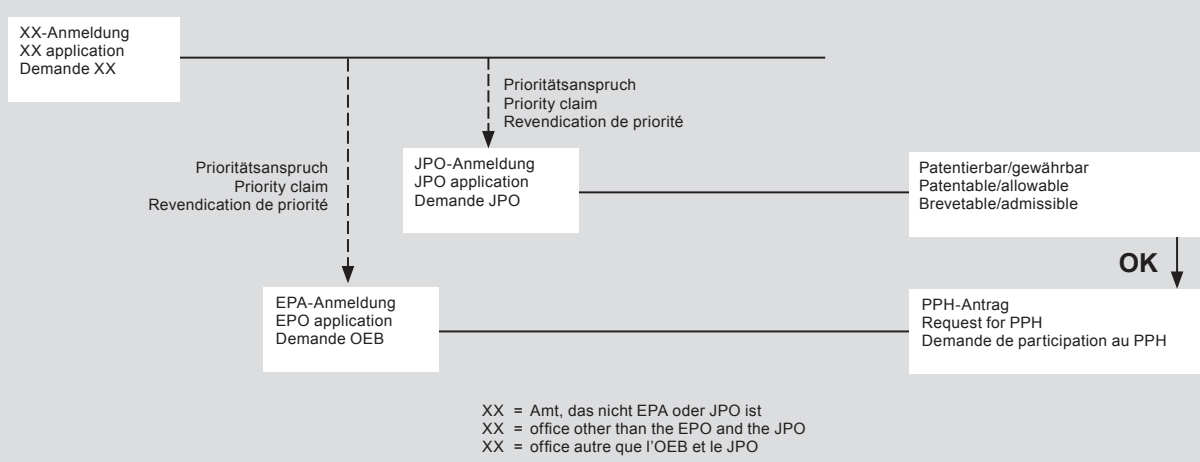 XX-Anmeldung
XX application
Demande XX
Prioritätsanspruch
Priority claim
Revendication de priorité
Prioritätsanspruch
Priority claim
Revendication de priorité
JPO-Anmeldung
JPO application
Demande JPO
Patentierbar/gewährbar
Patentable/allowable
Brevetable/admissible
OK
EPA-Anmeldung
EPO application
Demande OEB
PPH-Antrag
Request for PPH
Demande de participation au PPH
XX = Amt, das nicht EPA oder JPO ist
XX = office other than the EPO and the JPO
XX = office autre que l'OEB et le JPO